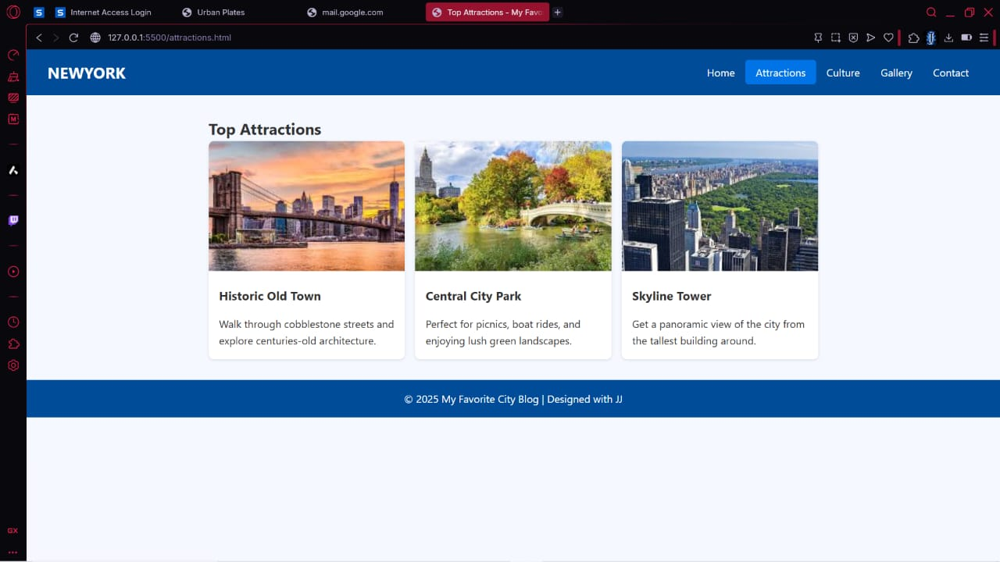 S
S Internet Access Login
Urban Plates
mail.google.com
Top Attractions - My Favo
127.0.0.1:5500/attractions.html
M
NEWYORK
Home
Attractions
Culture
Gallery
Contact
Top Attractions
Historic Old Town
Walk through cobblestone streets and
explore centuries-old architecture.
Central City Park
Perfect for picnics, boat rides, and
enjoying lush green landscapes.
Skyline Tower
Get a panoramic view of the city from
the tallest building around.
© 2025 My Favorite City Blog | Designed with JJ
GX